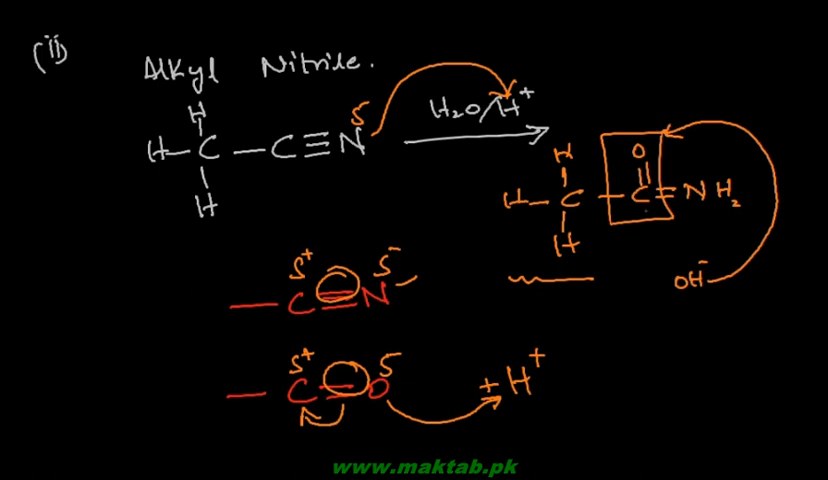 (ii) Alkyl Nitrile.
H
S
H—C—C≡N H₂O/H⁺
H
H O
H—C—C=NH₂
H
S⁺ S⁻
—C≡N OH⁻
S⁺ S
—C=O ±H⁺
www.maktab.pk